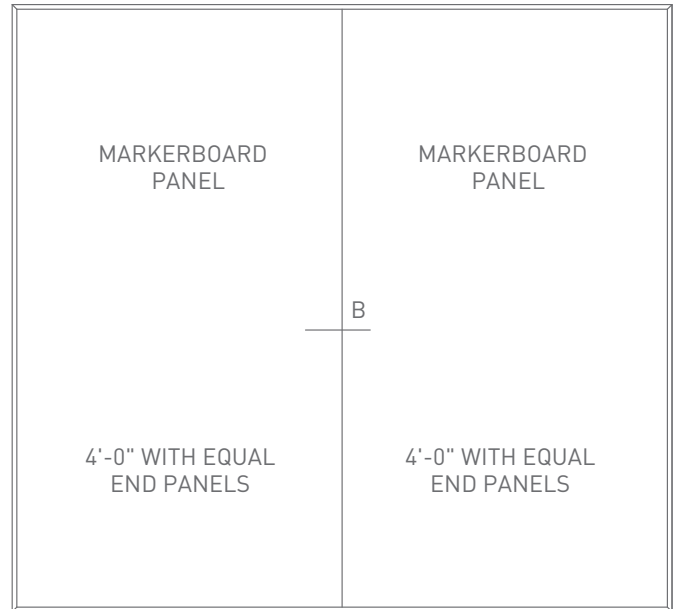 MARKERBOARD
PANEL
MARKERBOARD
PANEL
B
4'-0" WITH EQUAL
END PANELS
4'-0" WITH EQUAL
END PANELS